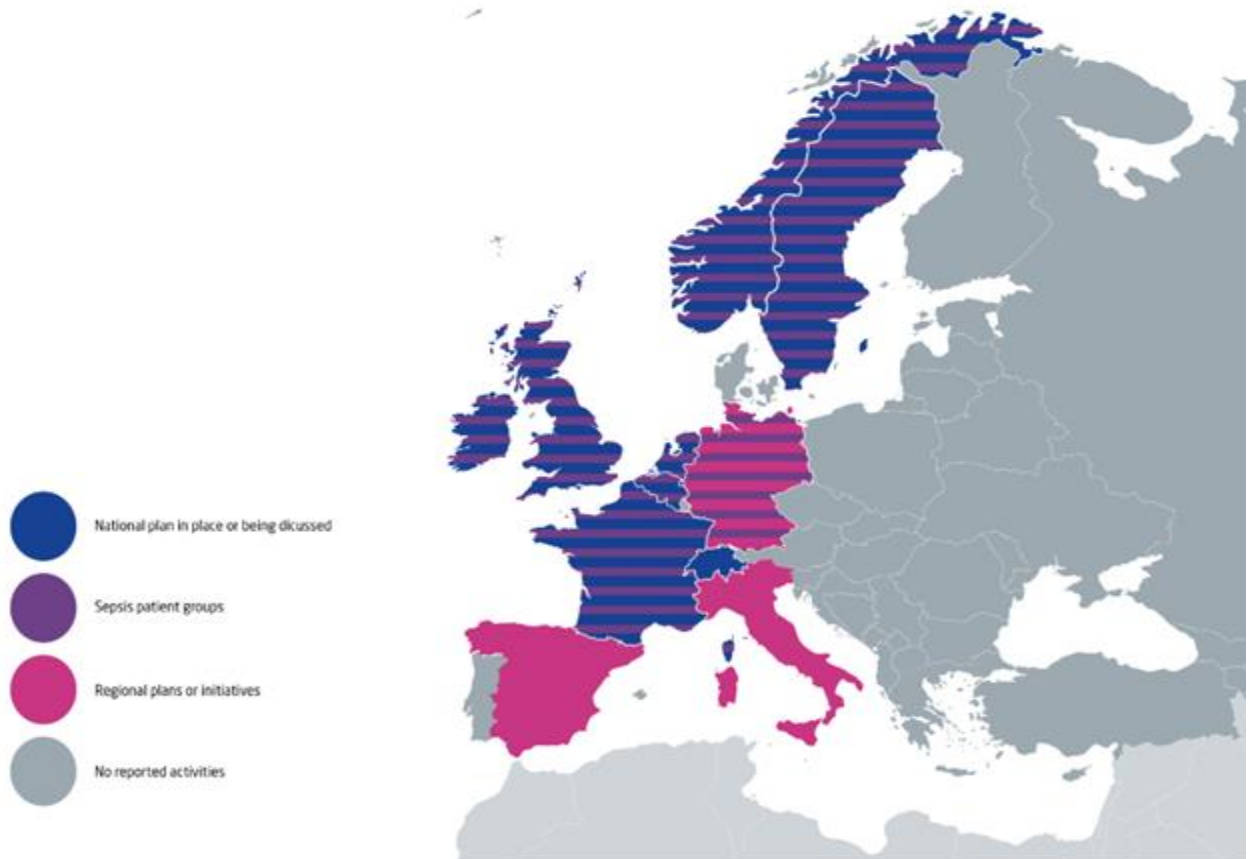 National plan in place or being dicussed
Sepsis patient groups
Regional plans or initiatives
No reported activities